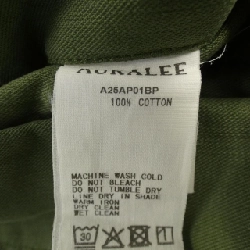 AURALEE
A26AP01BP
100% COTTON
MACHINE WASH COLD
DO NOT BLEACH
DO NOT TUMBLE DRY
LINE DRY IN SHADE
WARM IRON
DRY CLEAN
WET CLEAN
30